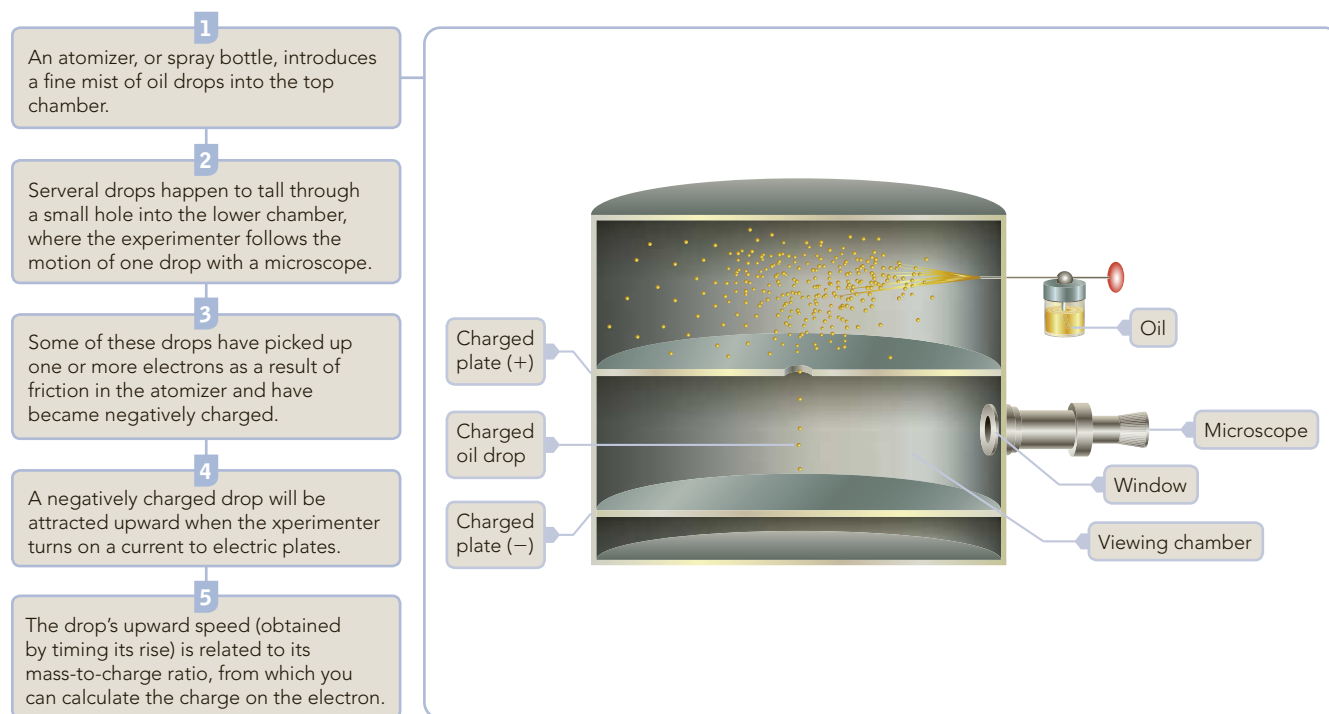 1
An atomizer, or spray bottle, introduces
a fine mist of oil drops into the top
chamber.
2
Serveral drops happen to tall through
a small hole into the lower chamber,
where the experimenter follows the
motion of one drop with a microscope.
3
Some of these drops have picked up
one or more electrons as a result of
friction in the atomizer and have
became negatively charged.
4
A negatively charged drop will be
attracted upward when the xperimenter
turns on a current to electric plates.
5
The drop's upward speed (obtained
by timing its rise) is related to its
mass-to-charge ratio, from which you
can calculate the charge on the electron.
Charged
plate (+)
Charged
oil drop
Charged
plate (−)
Oil
Microscope
Window
Viewing chamber